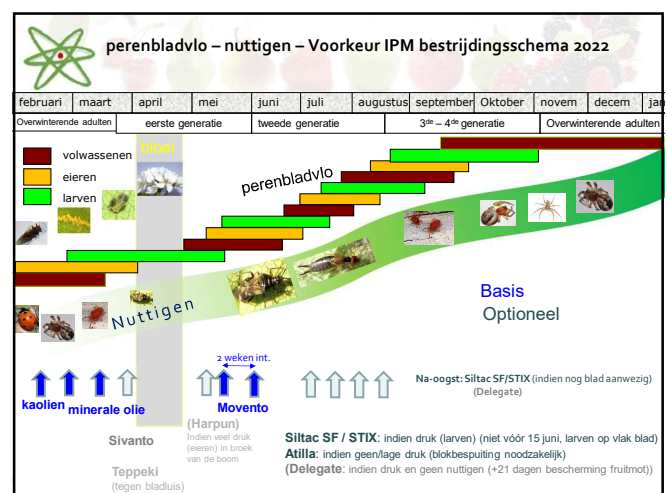 perenbladvlo – nuttigen – Voorkeur IPM bestrijdingsschema 2022
februari maart april mei juni juli augustus september Oktober novem decem jan
Overwinterende adulten eerste generatie tweede generatie 3de – 4de generatie Overwinterende adulten
bloei
volwassenen
eieren
larven
perenbladvlo
Nuttigen
Basis
Optioneel
2 weken int.
kaolien
minerale olie
Movento
Na-oogst: Siltac SF/STIX (indien nog blad aanwezig)
(Delegate)
Sivanto
(Harpun)
Indien veel druk
(eieren) in broek
van de boom
Teppeki
(tegen bladluis)
Siltac SF / STIX: indien druk (larven) (niet vóór 15 juni, larven op vlak blad)
Atilla: indien geen/lage druk (blokbespuiting noodzakelijk)
(Delegate: indien druk en geen nuttigen (+21 dagen bescherming fruitmot))